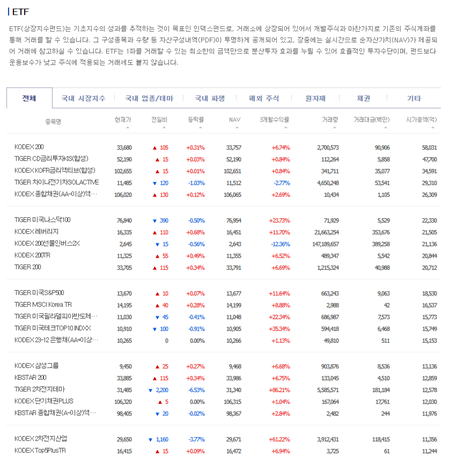 ETF
ETF(상장지수펀드)는 기초지수의 성과를 추적하는 것이 목표인 인덱스펀드로, 거래소에 상장되어 있어서 개별주식과 마찬가지로 기존의 주식계좌를
통해 거래를 할 수 있습니다. 그 구성종목과 수량 등 자산구성내역(PDF)이 투명하게 공개되어 있고, 장중에는 실시간으로 순자산가치(NAV)가 제공되
어 거래에 참고하실 수 있습니다. ETF는 1좌를 거래할 수 있는 최소한의 금액만으로 분산투자 효과를 누릴 수 있어 효율적인 투자수단이며, 펀드보다
운용보수가 낮고 주식에 적용되는 거래세도 붙지 않습니다.
전체 국내 시장지수 국내 업종/테마 국내 파생 해외 주식 원자재 채권 기타
종목명 현재가 전일비 등락률 NAV 3개월수익률 거래량 거래대금(백만) 시가총액(억)
KODEX 200 33,680 ▲ 105 +0.31% 33,757 +6.74% 2,700,573 90,906 58,831
TIGER CD금리투자KIS(합성) 52,190 ▲ 15 +0.03% 52,190 +0.84% 112,264 5,858 47,700
KODEX KOFR금리액티브(합성) 102,655 ▲ 15 +0.01% 102,651 +0.84% 341,711 35,077 34,591
TIGER 차이나전기차SOLACTIVE 11,485 ▼ 120 -1.03% 11,512 -2.77% 4,650,248 53,541 29,310
KODEX 종합채권(AA-이상)액… 106,020 ▲ 130 +0.12% 106,065 +2.69% 10,434 1,105 26,309
TIGER 미국나스닥100 76,840 ▼ 390 -0.50% 76,954 +23.73% 71,929 5,529 22,330
KODEX 레버리지 16,335 ▲ 110 +0.68% 16,451 +11.70% 21,663,254 353,676 21,505
KODEX 200선물인버스2X 2,645 ▼ 15 -0.56% 2,643 -12.36% 147,189,657 389,258 21,136
KODEX 200TR 11,325 ▲ 55 +0.49% 11,355 +6.52% 489,347 5,542 20,844
TIGER 200 33,705 ▲ 115 +0.34% 33,791 +6.69% 1,215,324 40,988 20,712
TIGER 미국S&P500 13,670 ▲ 10 +0.07% 13,677 +11.64% 663,243 9,063 18,530
TIGER MSCI Korea TR 14,195 ▲ 40 +0.28% 14,199 +8.88% 2,988 42 16,537
TIGER 미국필라델피아반도체… 11,030 ▼ 45 -0.41% 11,048 +22.34% 686,987 7,573 15,773
TIGER 미국테크TOP10 INDXX 10,905 ▼ 100 -0.91% 10,905 +35.34% 594,418 6,468 15,749
KODEX 23-12 은행채(AA+이상… 10,265 0 0.00% 10,266 +1.13% 49,810 511 15,153
KODEX 삼성그룹 9,450 ▲ 25 +0.27% 9,468 +6.68% 903,876 8,536 13,136
KBSTAR 200 33,885 ▲ 115 +0.34% 33,986 +6.75% 133,045 4,510 12,859
TIGER 2차전지테마 31,485 ▼ 2,200 -6.53% 31,340 +86.21% 5,585,571 181,184 12,578
KODEX 단기채권PLUS 106,320 ▲ 5 0.00% 106,315 +1.04% 167,064 17,761 12,030
KBSTAR 종합채권(A-이상)액… 98,405 ▼ 20 -0.02% 98,367 +2.84% 2,482 244 11,976
KODEX 2차전지산업 29,650 ▼ 1,160 -3.77% 29,671 +61.22% 3,912,431 118,415 11,356
KODEX Top5PlusTR 16,415 ▲ 15 +0.09% 16,472 +6.94% 3,725 61 11,244